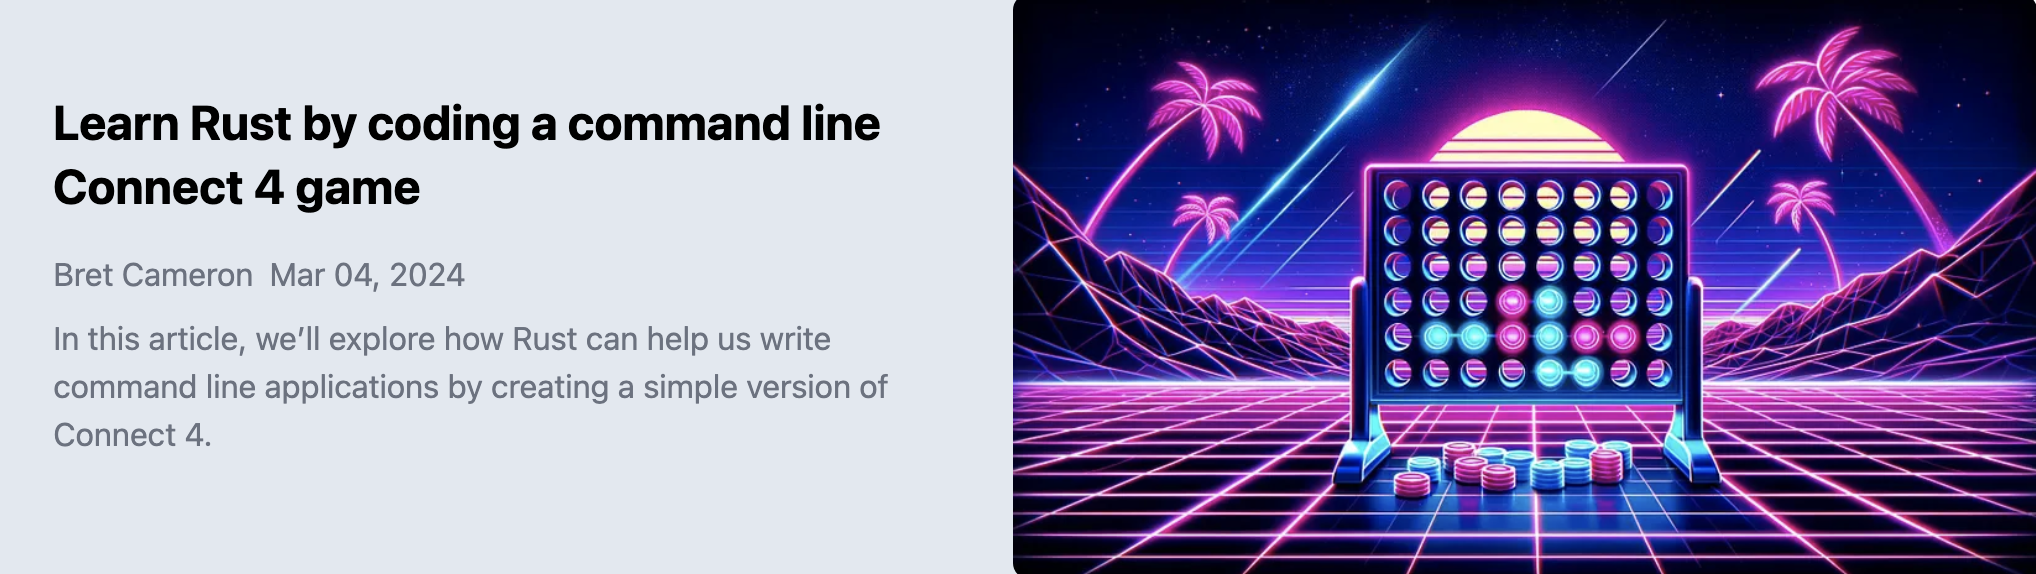 Learn Rust by coding a command line
Connect 4 game
Bret Cameron Mar 04, 2024
In this article, we’ll explore how Rust can help us write
command line applications by creating a simple version of
Connect 4.